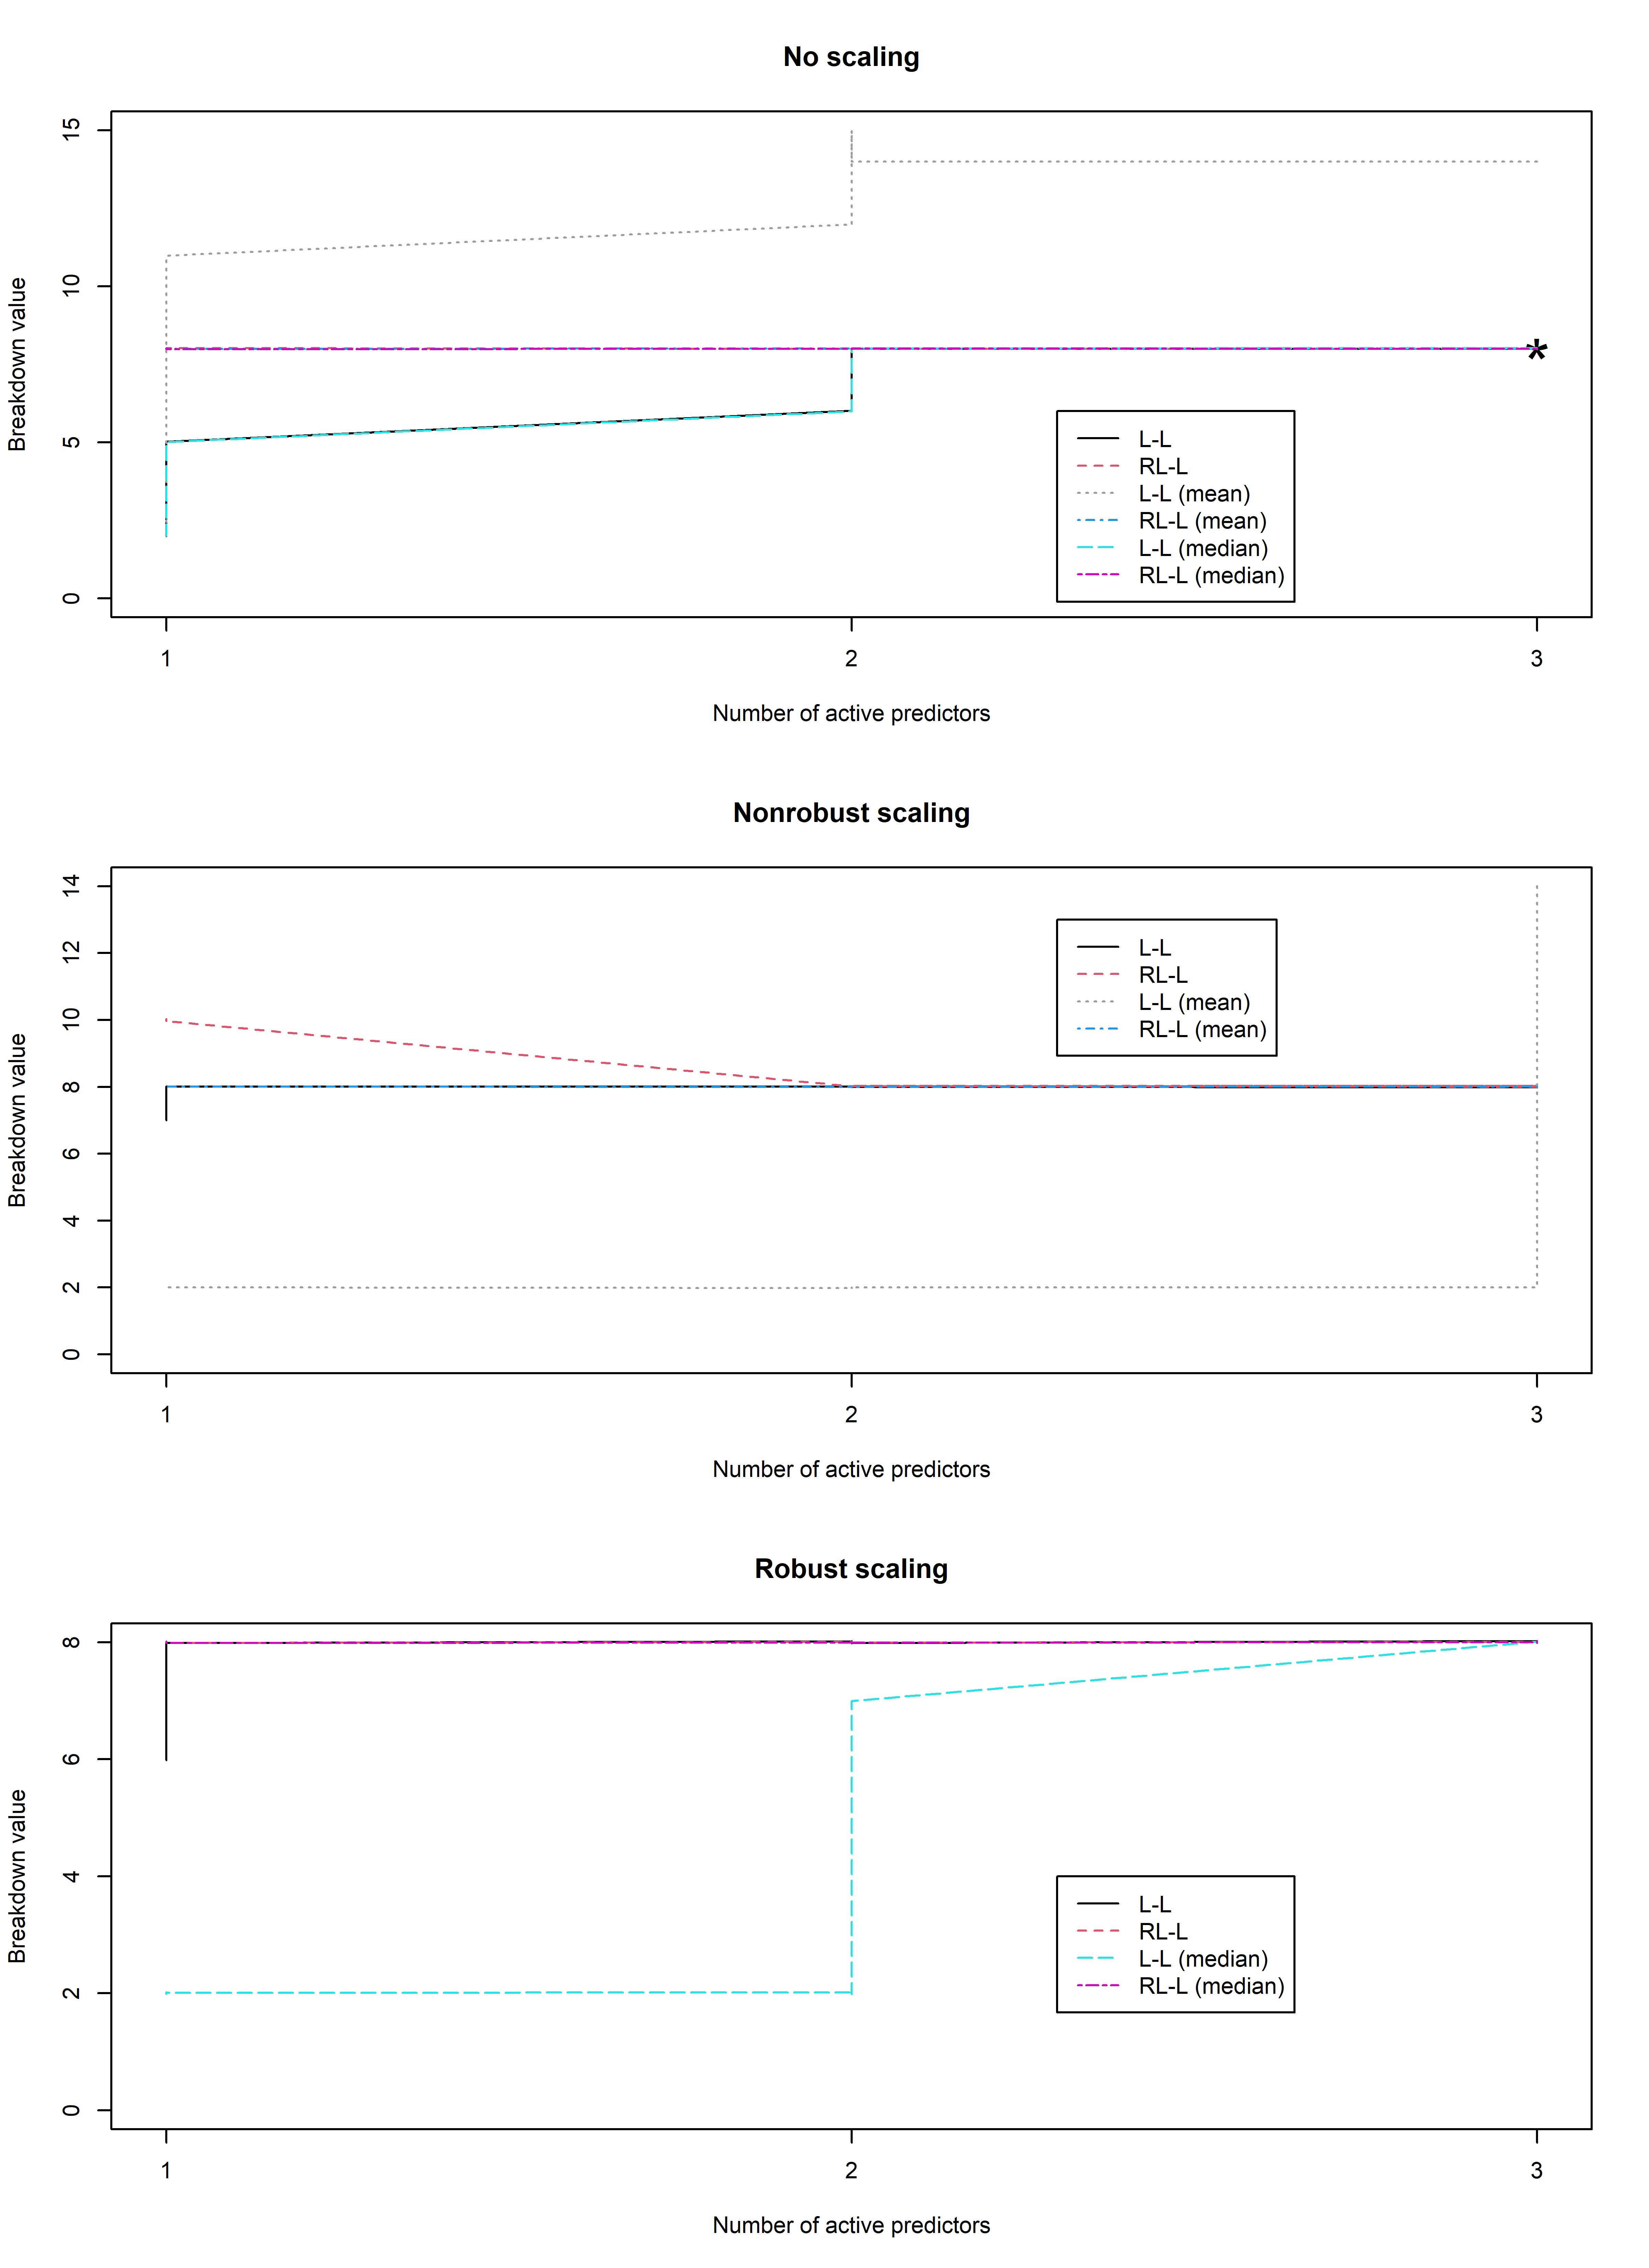 No scaling
15
10
5
0
Breakdown value
*
L-L
RL-L
L-L (mean)
RL-L (mean)
L-L (median)
RL-L (median)
1 2 3
Number of active predictors
Nonrobust scaling
14
12
10
8
6
4
2
0
Breakdown value
L-L
RL-L
L-L (mean)
RL-L (mean)
1 2 3
Number of active predictors
Robust scaling
8
6
4
2
0
Breakdown value
L-L
RL-L
L-L (median)
RL-L (median)
1 2 3
Number of active predictors